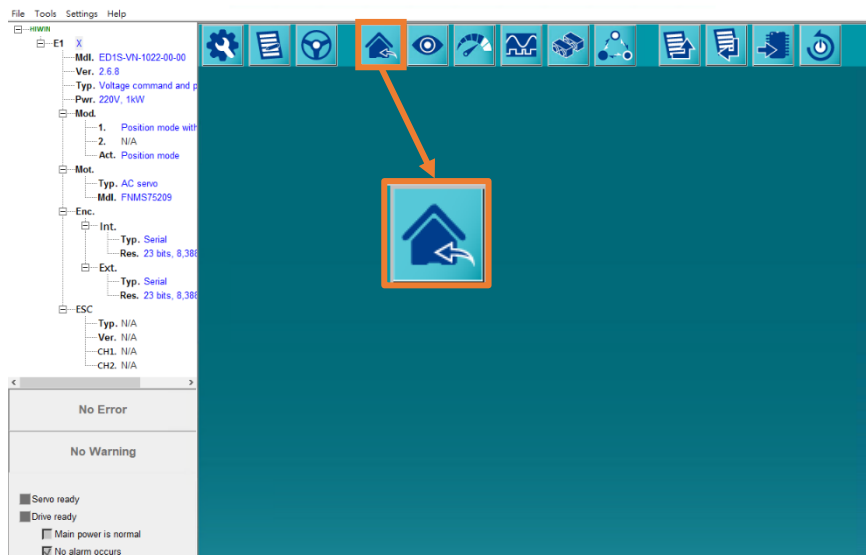 File Tools Settings Help
HIWIN
E1 X
Mdl. ED1S-VN-1022-00-00
Ver. 2.6.8
Typ. Voltage command and p
Pwr. 220V, 1kW
Mod.
1. Position mode with
2. N/A
Act. Position mode
Mot.
Typ. AC servo
Mdl. FNMS75209
Enc.
Int.
Typ. Serial
Res. 23 bits, 8,388
Ext.
Typ. Serial
Res. 23 bits, 8,388
ESC
Typ. N/A
Ver. N/A
CH1. N/A
CH2. N/A
No Error
No Warning
Servo ready
Drive ready
Main power is normal
No alarm occurs